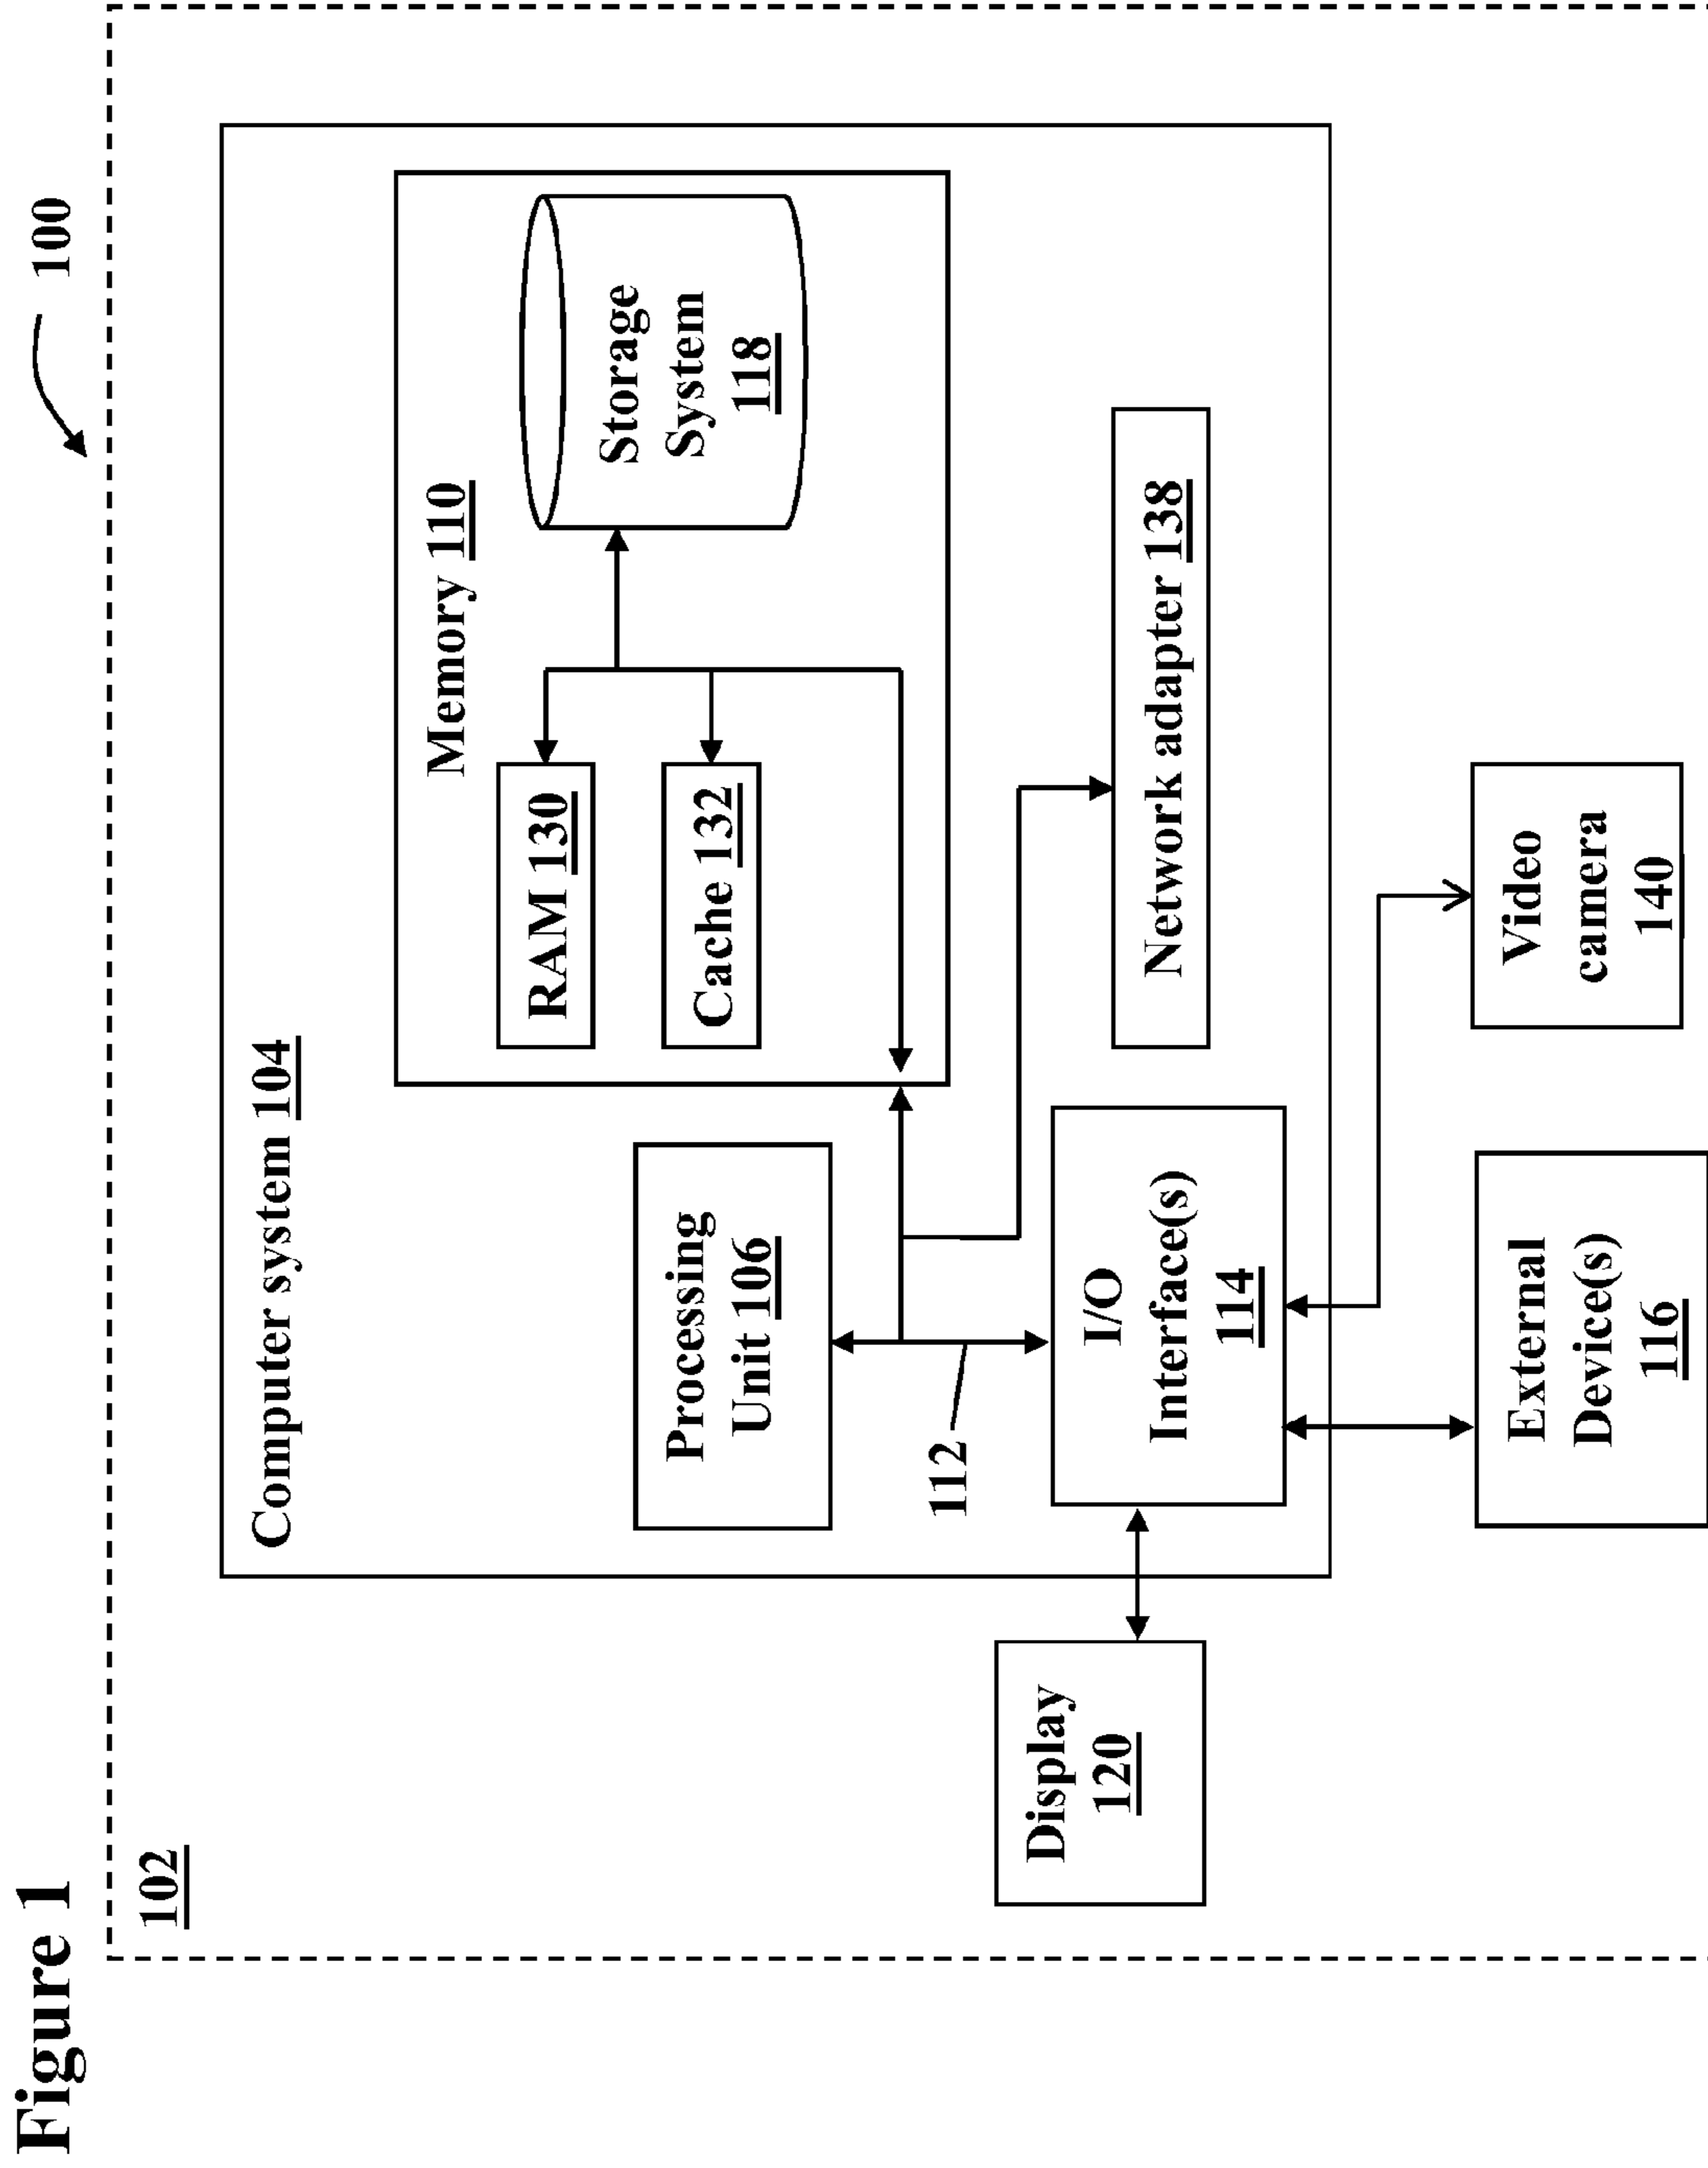 Figure 1
100
102
Computer system 104
Memory 110
RAM 130
Cache 132
Storage
System
118
Processing
Unit 106
112
I/O
Interface(s)
114
Network adapter 138
Display
120
External
Device(s)
116
Video
camera
140